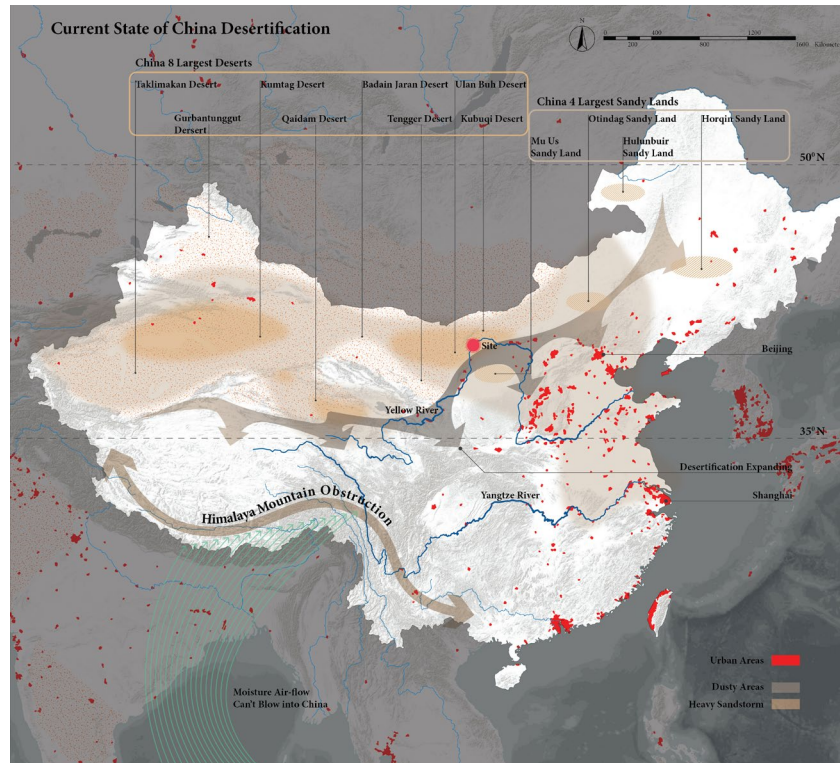 Current State of China Desertification
N
0
200
400
800
1200
1600
Kilometers
China 8 Largest Deserts
Taklimakan Desert
Kumtag Desert
Badain Jaran Desert
Ulan Buh Desert
Gurbantunggut
Dersert
Qaidam Desert
Tengger Desert
Kubuqi Desert
China 4 Largest Sandy Lands
Otindag Sandy Land
Horqin Sandy Land
Mu Us
Sandy Land
Hulunbuir
Sandy Land
50°N
Site
Beijing
Yellow River
35°N
Desertification Expanding
Yangtze River
Shanghai
Himalaya Mountain Obstruction
Moisture Air-flow
Can't Blow into China
Urban Areas
Dusty Areas
Heavy Sandstorm